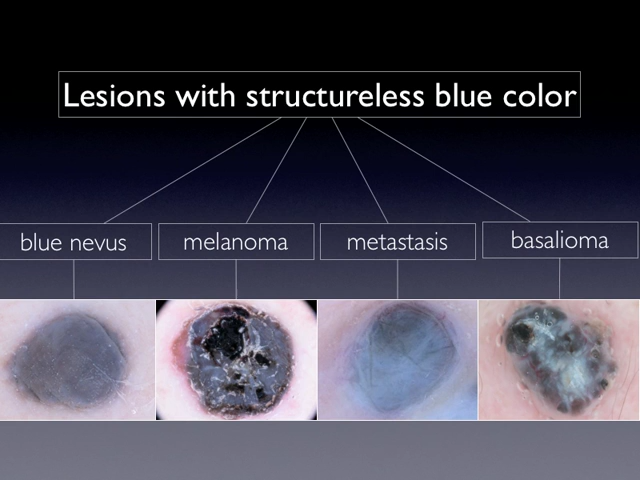 Lesions with structureless blue color
blue nevus
melanoma
metastasis
basalioma